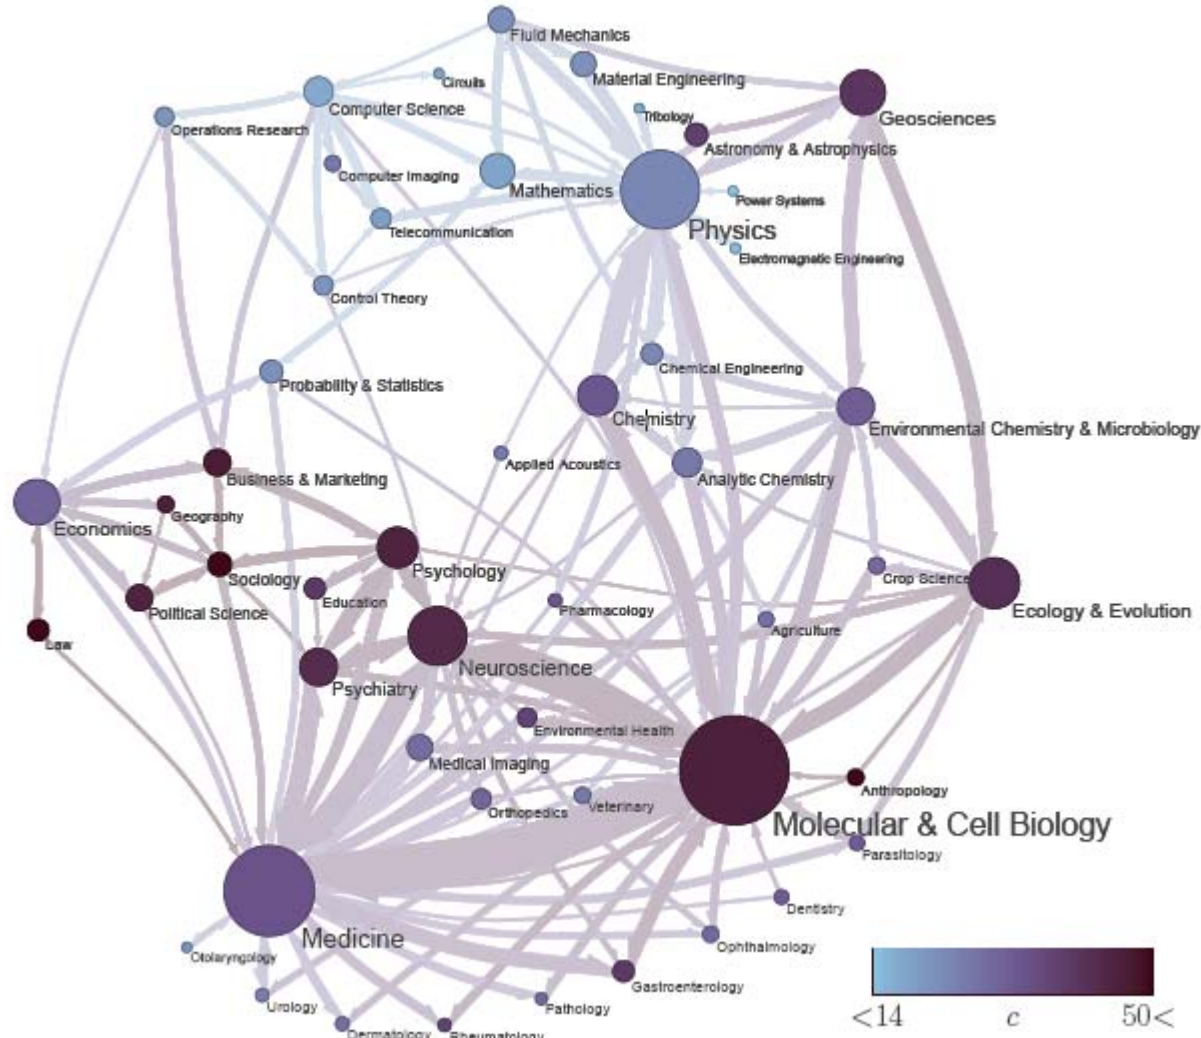 Fluid Mechanics
Material Engineering
Circuits
Computer Science
Tribology
Geosciences
Operations Research
Astronomy & Astrophysics
Computer Imaging
Mathematics
Power Systems
Telecommunication
Physics
Electromagnetic Engineering
Control Theory
Chemical Engineering
Probability & Statistics
Chemistry
Environmental Chemistry & Microbiology
Applied Acoustics
Analytic Chemistry
Business & Marketing
Geography
Economics
Sociology
Psychology
Crop Science
Education
Political Science
Pharmacology
Ecology & Evolution
Agriculture
Law
Neuroscience
Psychiatry
Environmental Health
Medical Imaging
Anthropology
Orthopedics
Veterinary
Molecular & Cell Biology
Parasitology
Dentistry
Medicine
Ophthalmology
Otolaryngology
Gastroenterology
Urology
Pathology
Dermatology
Rheumatology
<14 c 50<